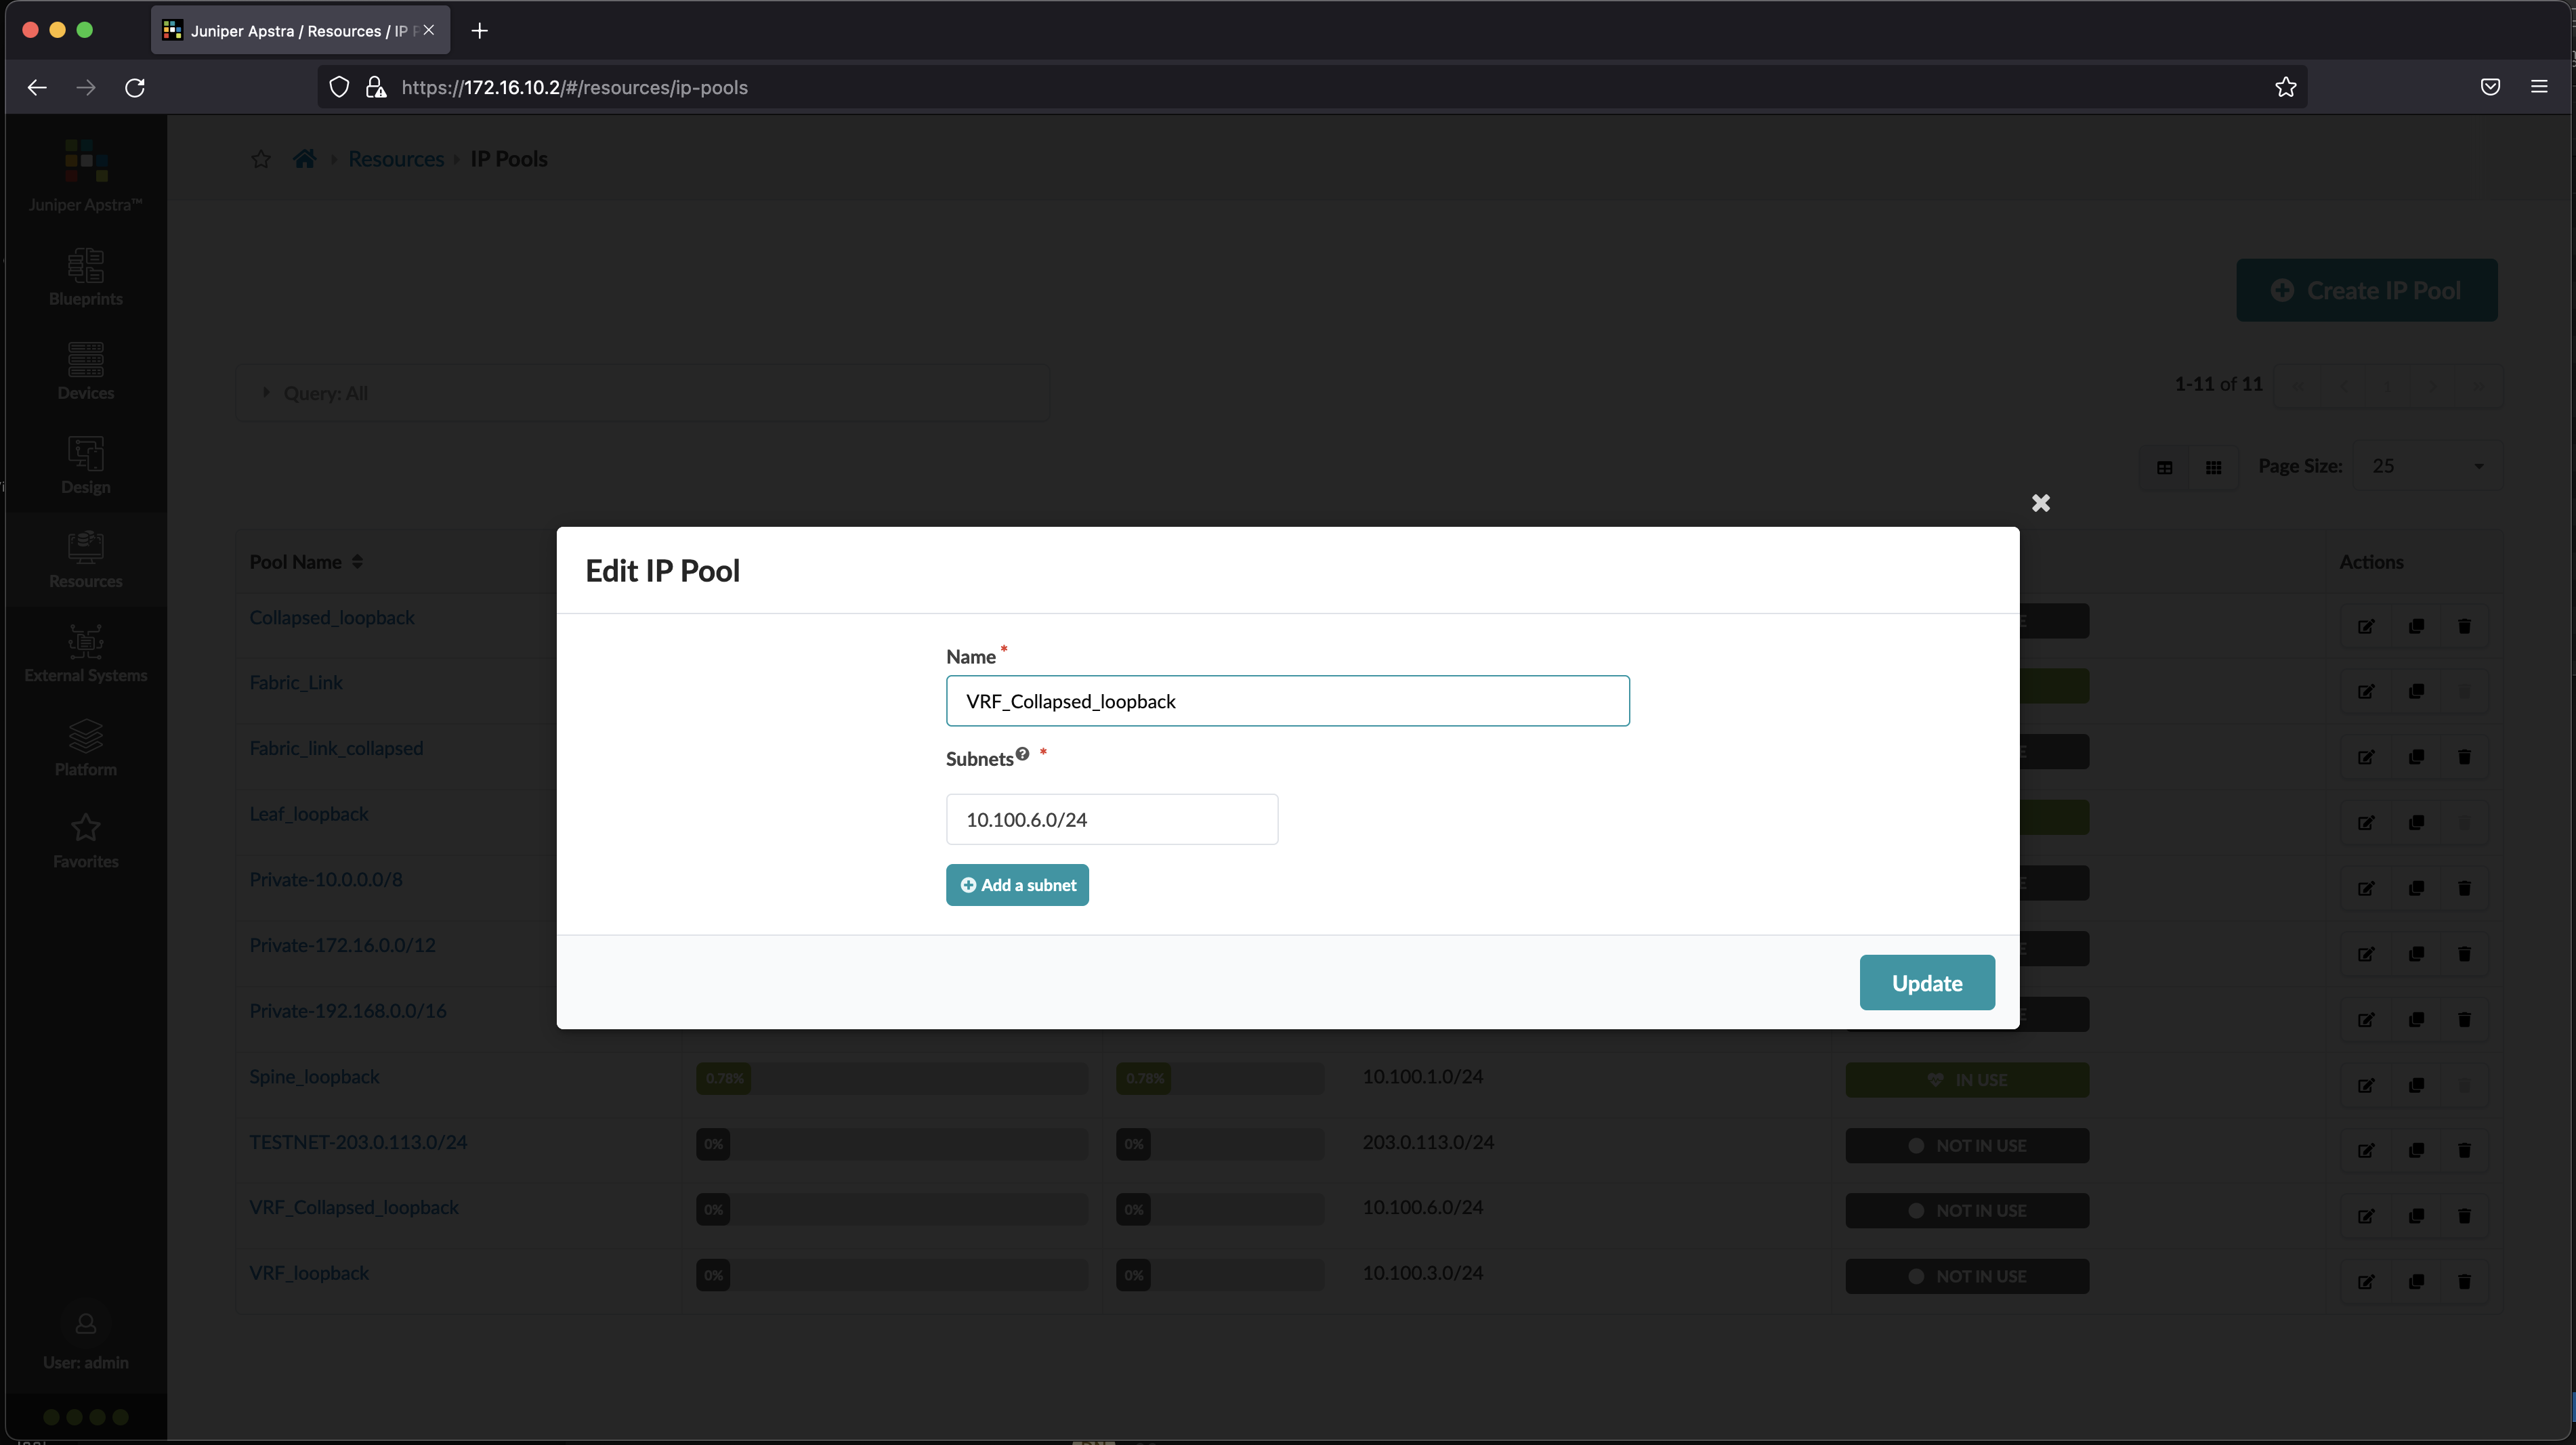 Juniper Apstra / Resources / IP
https://172.16.10.2/#/resources/ip-pools
Juniper Apstra™
Blueprints
Devices
Design
Resources
External Systems
Platform
Favorites
User: admin
Resources
IP Pools
Create IP Pool
Query: All
1-11 of 11
1
Page Size:
25
Pool Name
Actions
Collapsed_loopback
Fabric_Link
Fabric_link_collapsed
Leaf_loopback
Private-10.0.0.0/8
Private-172.16.0.0/12
Private-192.168.0.0/16
Spine_loopback 0.78% 0.78% 10.100.1.0/24 IN USE
TESTNET-203.0.113.0/24 0% 0% 203.0.113.0/24 NOT IN USE
VRF_Collapsed_loopback 0% 0% 10.100.6.0/24 NOT IN USE
VRF_loopback 0% 0% 10.100.3.0/24 NOT IN USE
Edit IP Pool
Name *
VRF_Collapsed_loopback
Subnets *
10.100.6.0/24
Add a subnet
Update